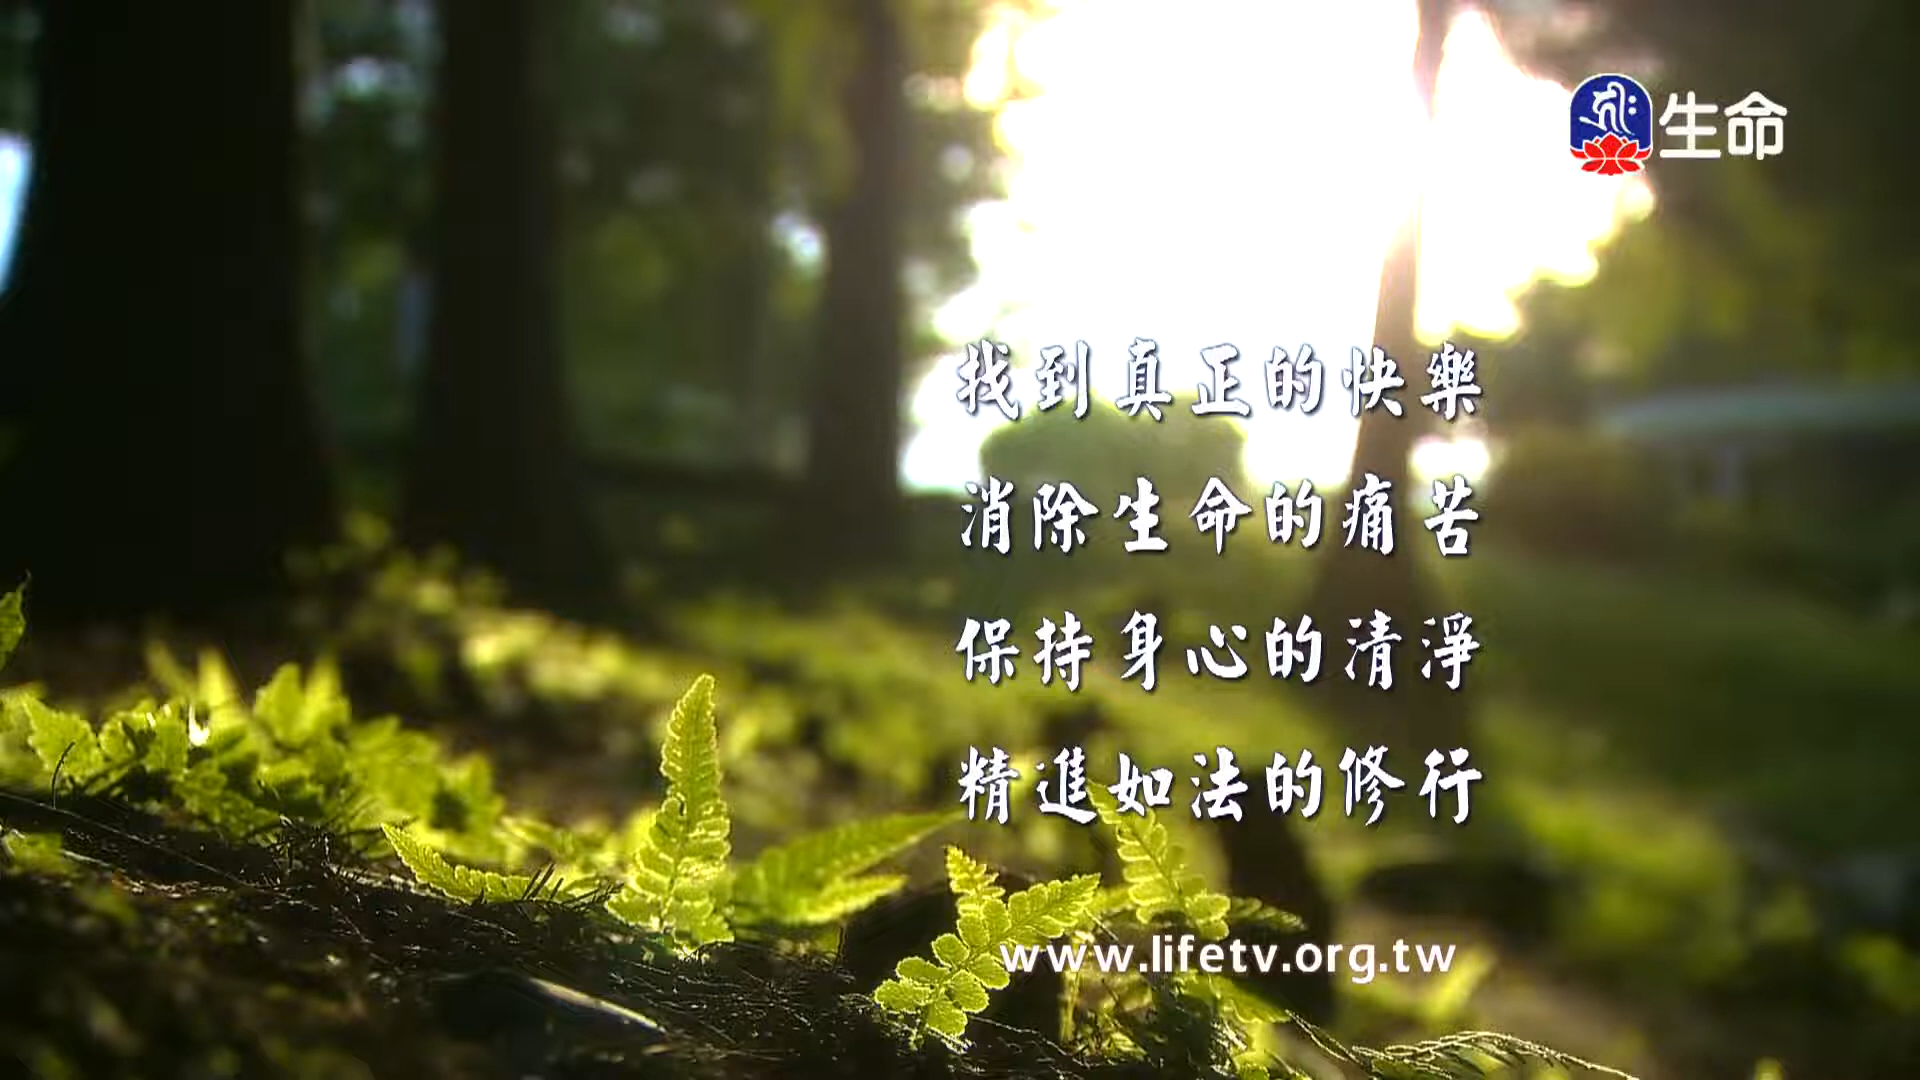 生命
找到真正的快樂
消除生命的痛苦
保持身心的清淨
精進如法的修行
www.lifetv.org.tw